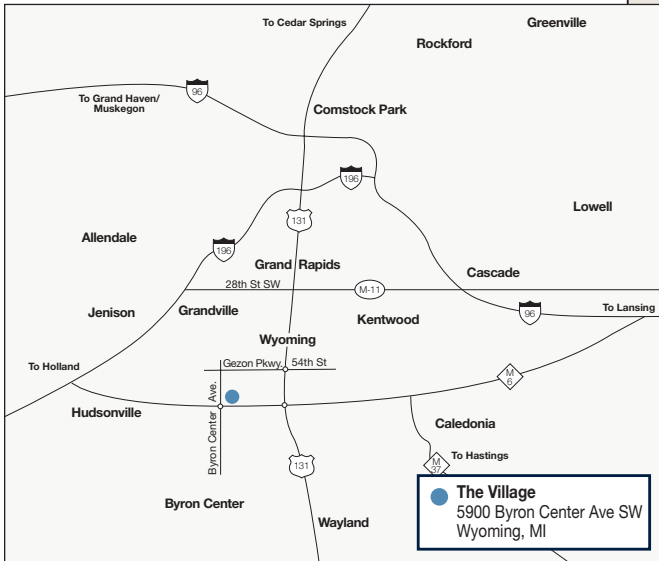 To Cedar Springs
Greenville
Rockford
96
To Grand Haven/
Muskegon
Comstock Park
196
Lowell
131
Allendale
196
Grand Rapids
Cascade
28th St SW
M-11
Jenison
Grandville
96
To Lansing
Kentwood
Wyoming
To Holland
Gezon Pkwy.
54th St
M
6
Byron Center Ave.
Hudsonville
Caledonia
To Hastings
M
37
131
Byron Center
Wayland
The Village
5900 Byron Center Ave SW
Wyoming, MI